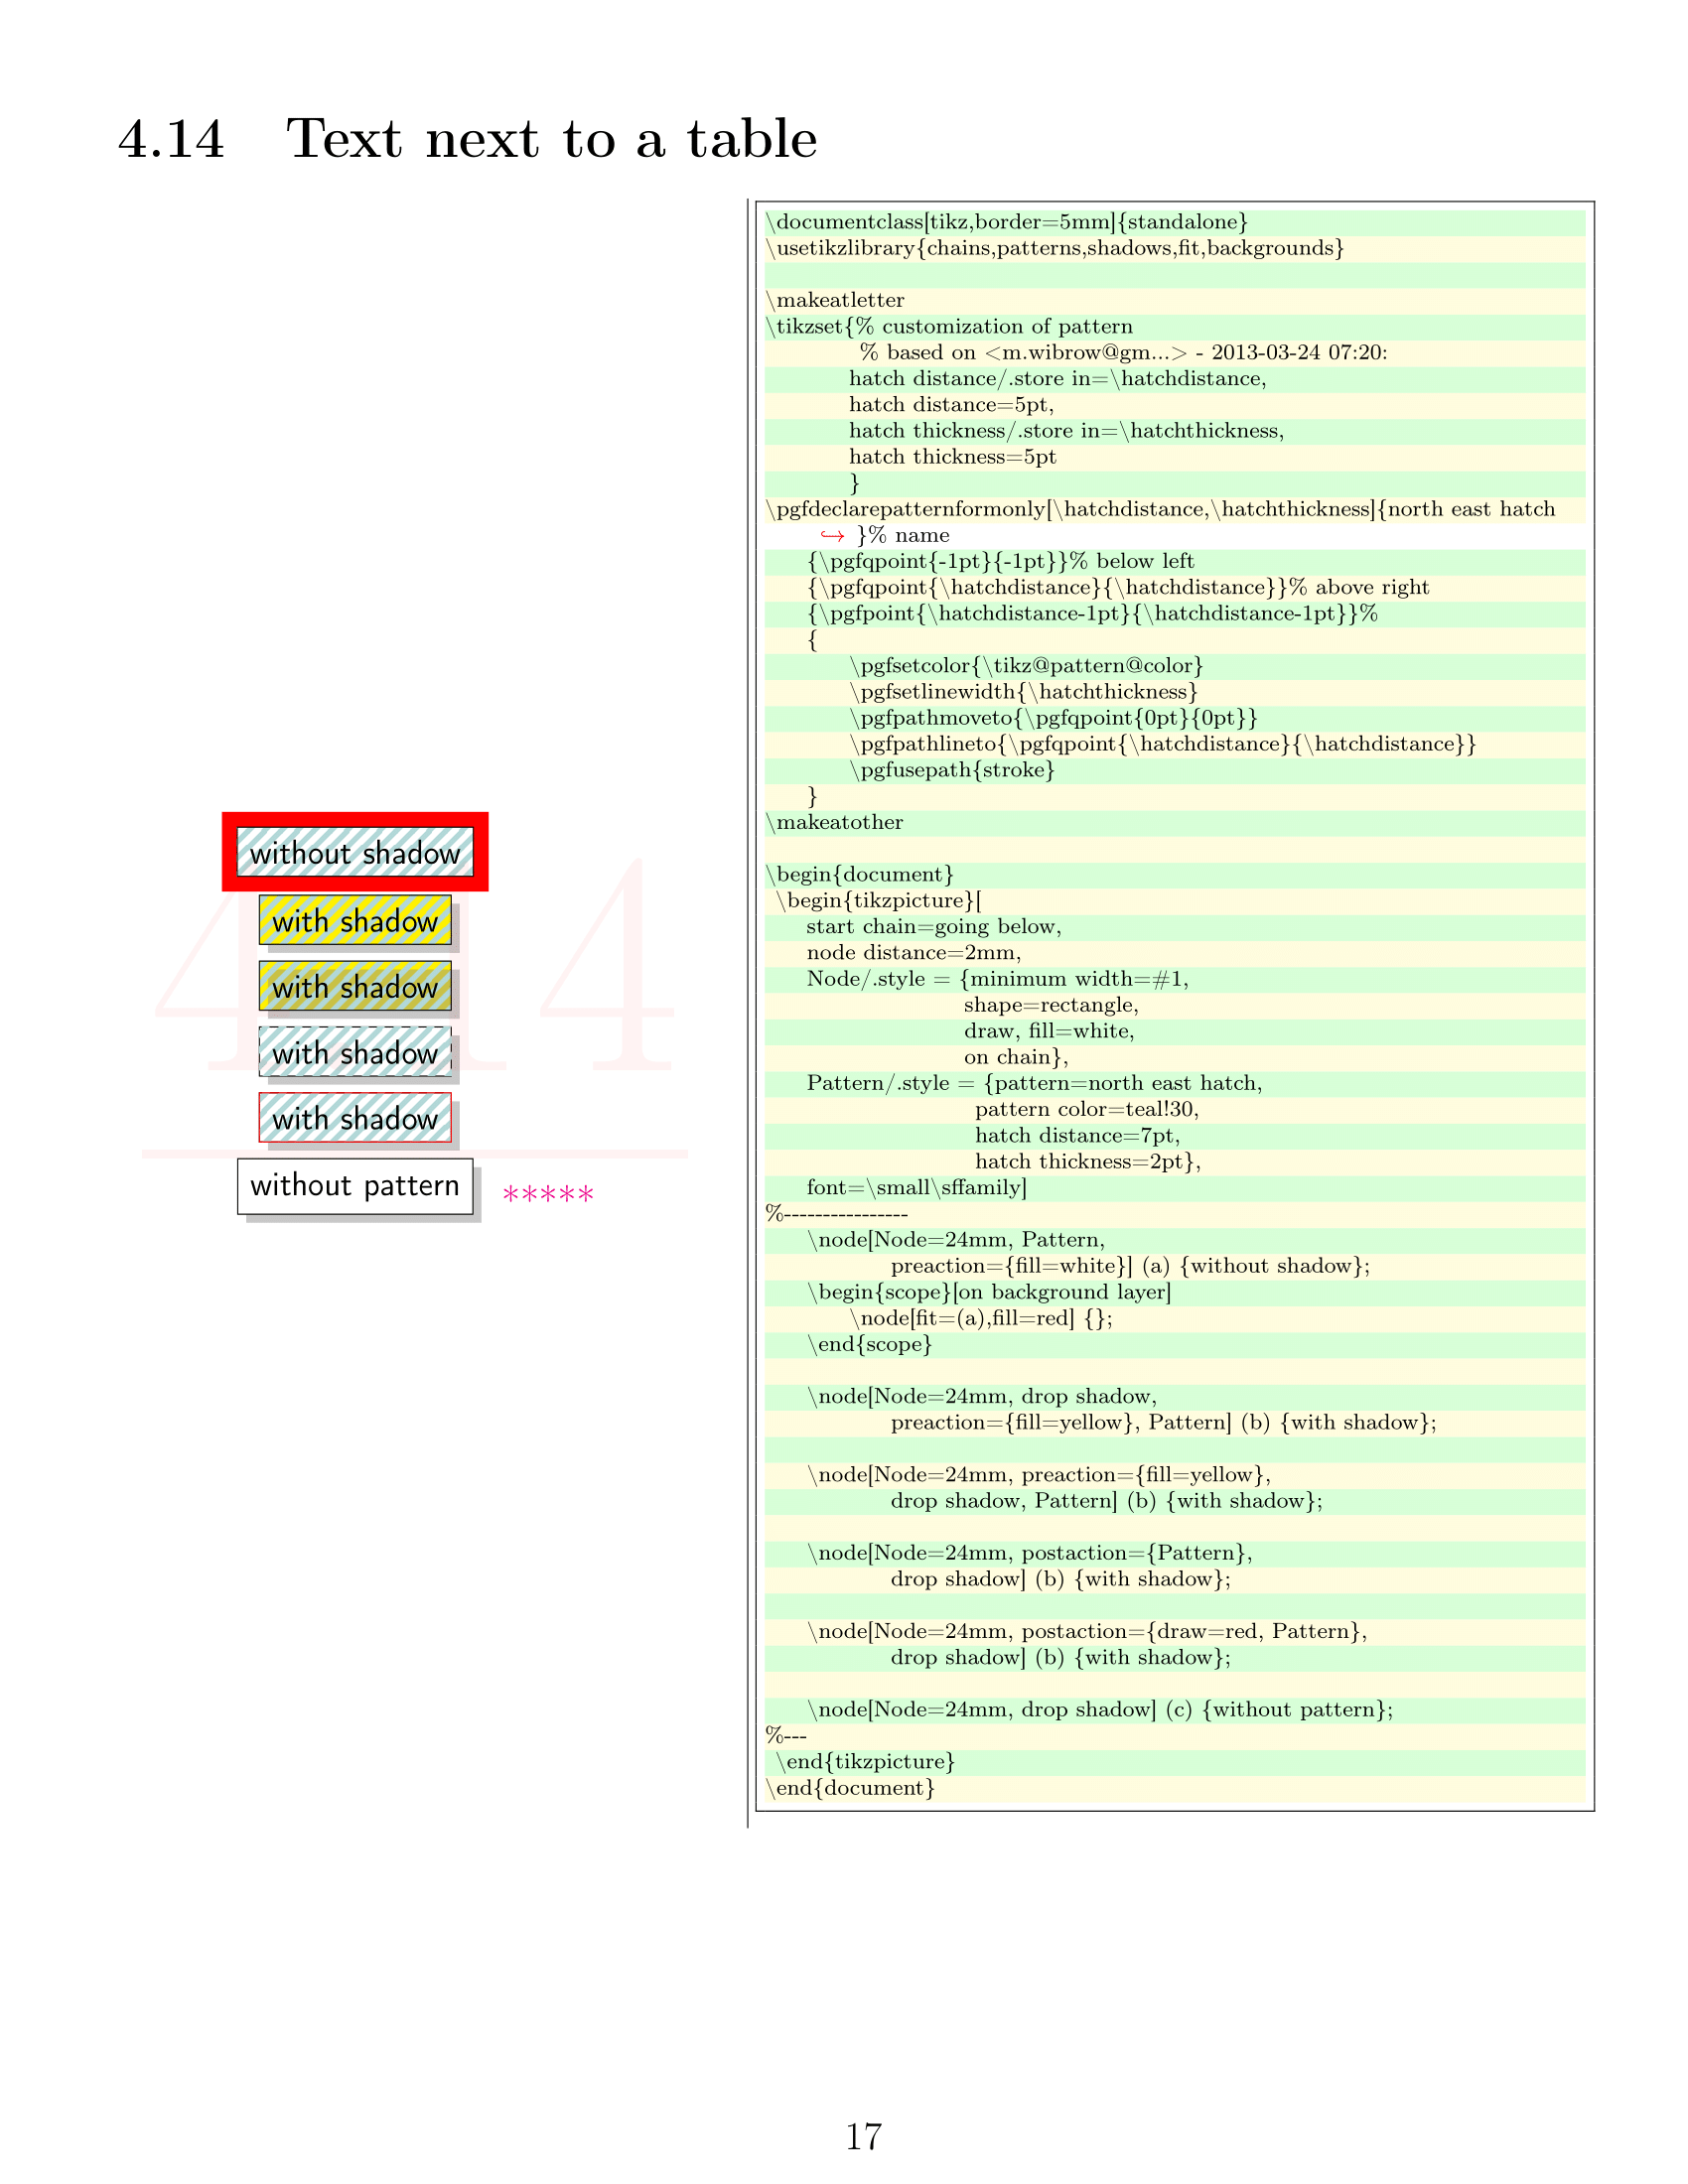 4.14 Text next to a table
4.14
without shadow
with shadow
with shadow
with shadow
with shadow
without pattern
*****
\documentclass[tikz,border=5mm]{standalone}
\usetikzlibrary{chains,patterns,shadows,fit,backgrounds}
\makeatletter
\tikzset{% customization of pattern
% based on <m.wibrow@gm...> - 2013-03-24 07:20:
hatch distance/.store in=\hatchdistance,
hatch distance=5pt,
hatch thickness/.store in=\hatchthickness,
hatch thickness=5pt
}
\pgfdeclarepatternformonly[\hatchdistance,\hatchthickness]{north east hatch
↪ }% name
{\pgfqpoint{-1pt}{-1pt}}% below left
{\pgfqpoint{\hatchdistance}{\hatchdistance}}% above right
{\pgfpoint{\hatchdistance-1pt}{\hatchdistance-1pt}}%
{
\pgfsetcolor{\tikz@pattern@color}
\pgfsetlinewidth{\hatchthickness}
\pgfpathmoveto{\pgfqpoint{0pt}{0pt}}
\pgfpathlineto{\pgfqpoint{\hatchdistance}{\hatchdistance}}
\pgfusepath{stroke}
}
\makeatother
\begin{document}
\begin{tikzpicture}[
start chain=going below,
node distance=2mm,
Node/.style = {minimum width=#1,
shape=rectangle,
draw, fill=white,
on chain},
Pattern/.style = {pattern=north east hatch,
pattern color=teal!30,
hatch distance=7pt,
hatch thickness=2pt},
font=\small\sffamily]
%----------------
\node[Node=24mm, Pattern,
preaction={fill=white}] (a) {without shadow};
\begin{scope}[on background layer]
\node[fit=(a),fill=red] {};
\end{scope}
\node[Node=24mm, drop shadow,
preaction={fill=yellow}, Pattern] (b) {with shadow};
\node[Node=24mm, preaction={fill=yellow},
drop shadow, Pattern] (b) {with shadow};
\node[Node=24mm, postaction={Pattern},
drop shadow] (b) {with shadow};
\node[Node=24mm, postaction={draw=red, Pattern},
drop shadow] (b) {with shadow};
\node[Node=24mm, drop shadow] (c) {without pattern};
%---
\end{tikzpicture}
\end{document}
17